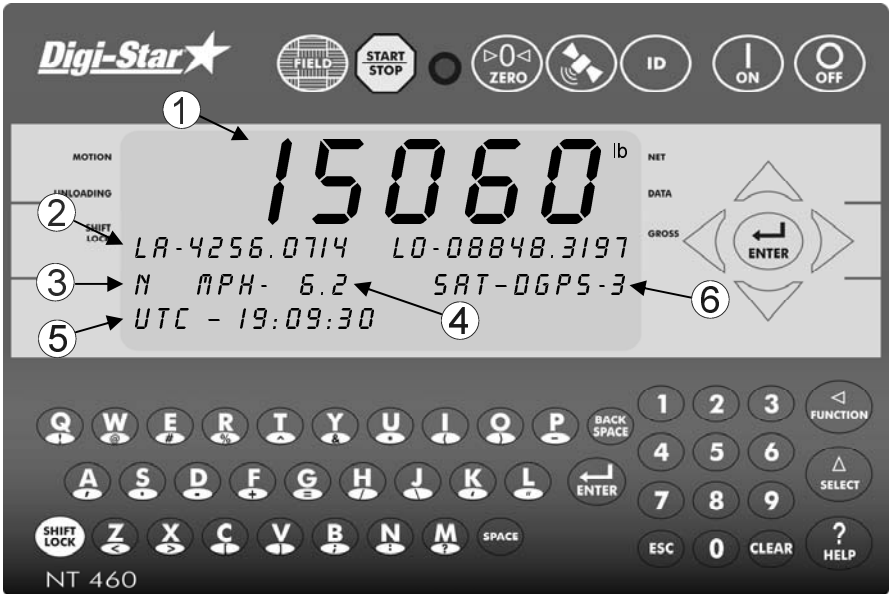 Digi-Star
FIELD
START
STOP
0
ZERO
ID
ON
OFF
1
15060 lb
MOTION
UNLOADING
SHIFT
LOCK
NET
DATA
GROSS
ENTER
2
LA-4256.0714 LO-08848.3197
3
N MPH- 6.2 SAT-DGPS-3
4
6
5
UTC - 19:09:30
Q ! W @ E # R % T ^ Y & U * I ( O ) P -
BACK
SPACE
A , S . D . F + G = H / J \ K ' L "
ENTER
SHIFT
LOCK
Z < X > C | V | B ; N : M ?
SPACE
1 2 3
FUNCTION
4 5 6
SELECT
7 8 9
ESC 0 CLEAR
?
HELP
NT 460